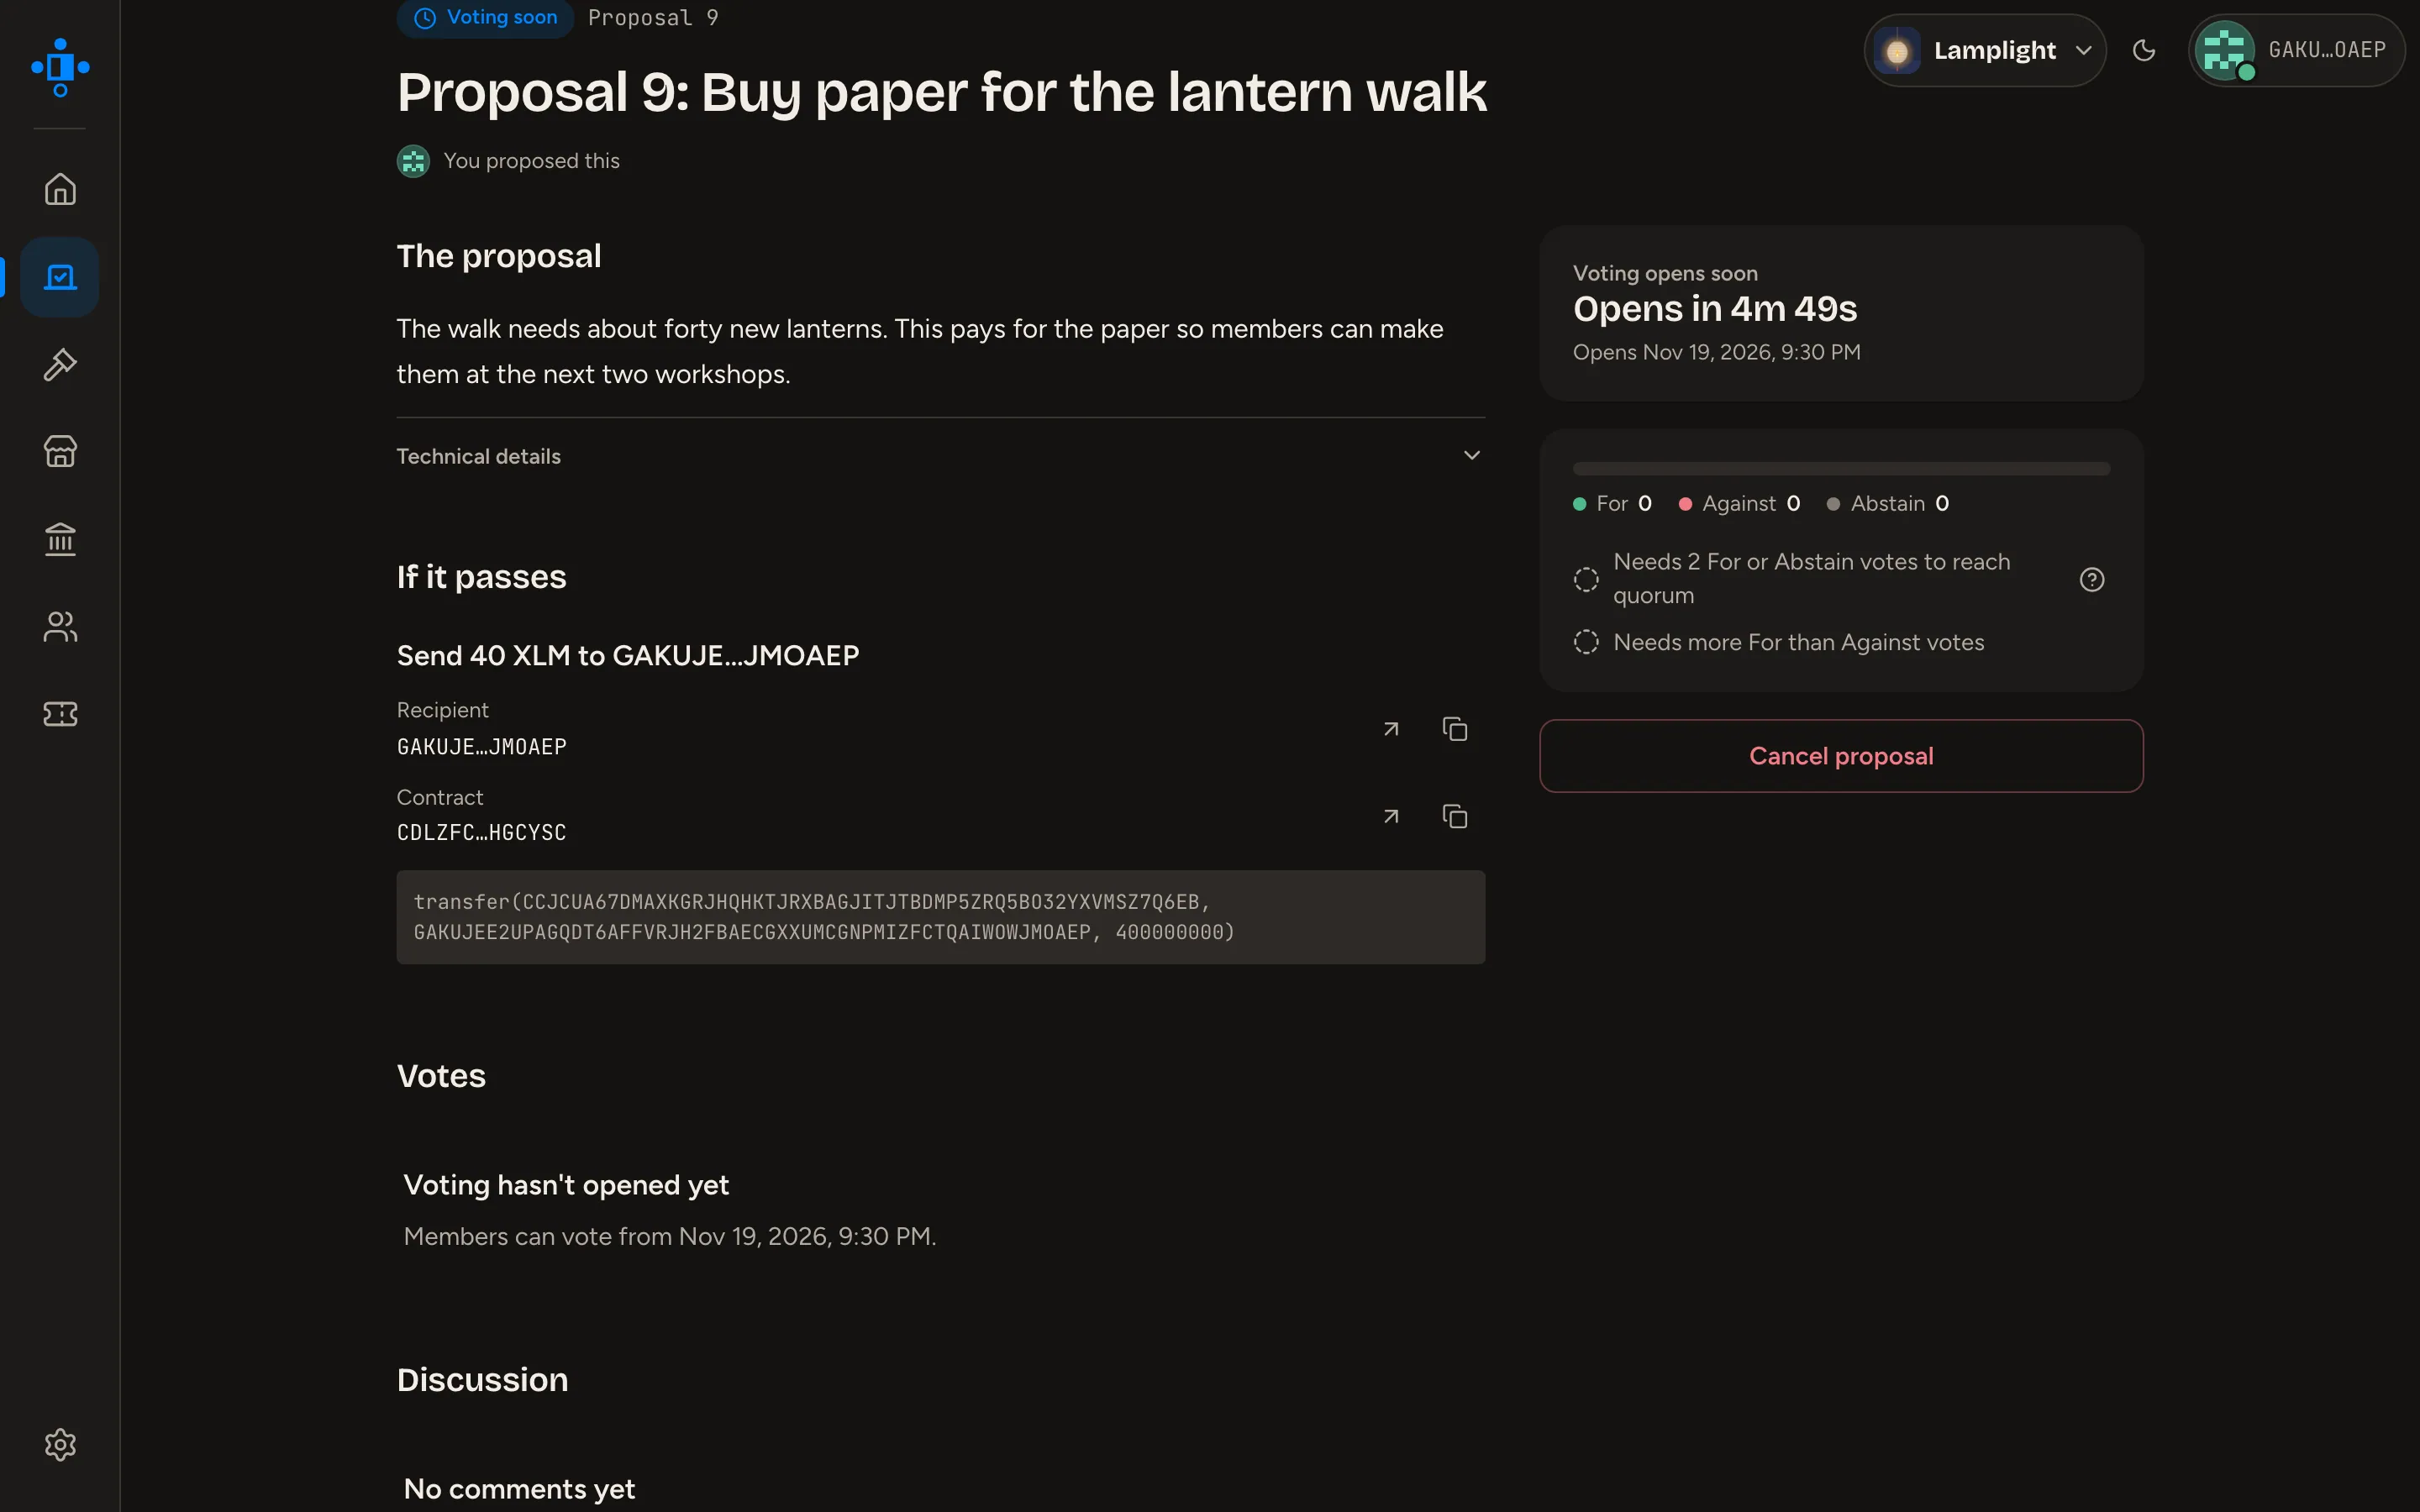 Voting soon
Proposal 9
Lamplight
GAKU…OAEP
Proposal 9: Buy paper for the lantern walk
You proposed this
The proposal
The walk needs about forty new lanterns. This pays for the paper so members can make
them at the next two workshops.
Technical details
If it passes
Send 40 XLM to GAKUJE...JMOAEP
Recipient
GAKUJE…JMOAEP
Contract
CDLZFC…HGCYSC
transfer(CCJCUA67DMAXKGRJHQHKTJRXBAGJITJTBDMP5ZRQ5BO32YXVMSZ7Q6EB,
GAKUJEE2UPAGQDT6AFFVRJH2FBAECGXXUMCGNPMIZFCTQAIWOWJMOAEP, 400000000)
Votes
Voting hasn't opened yet
Members can vote from Nov 19, 2026, 9:30 PM.
Discussion
No comments yet
Voting opens soon
Opens in 4m 49s
Opens Nov 19, 2026, 9:30 PM
For 0
Against 0
Abstain 0
Needs 2 For or Abstain votes to reach
quorum
Needs more For than Against votes
Cancel proposal